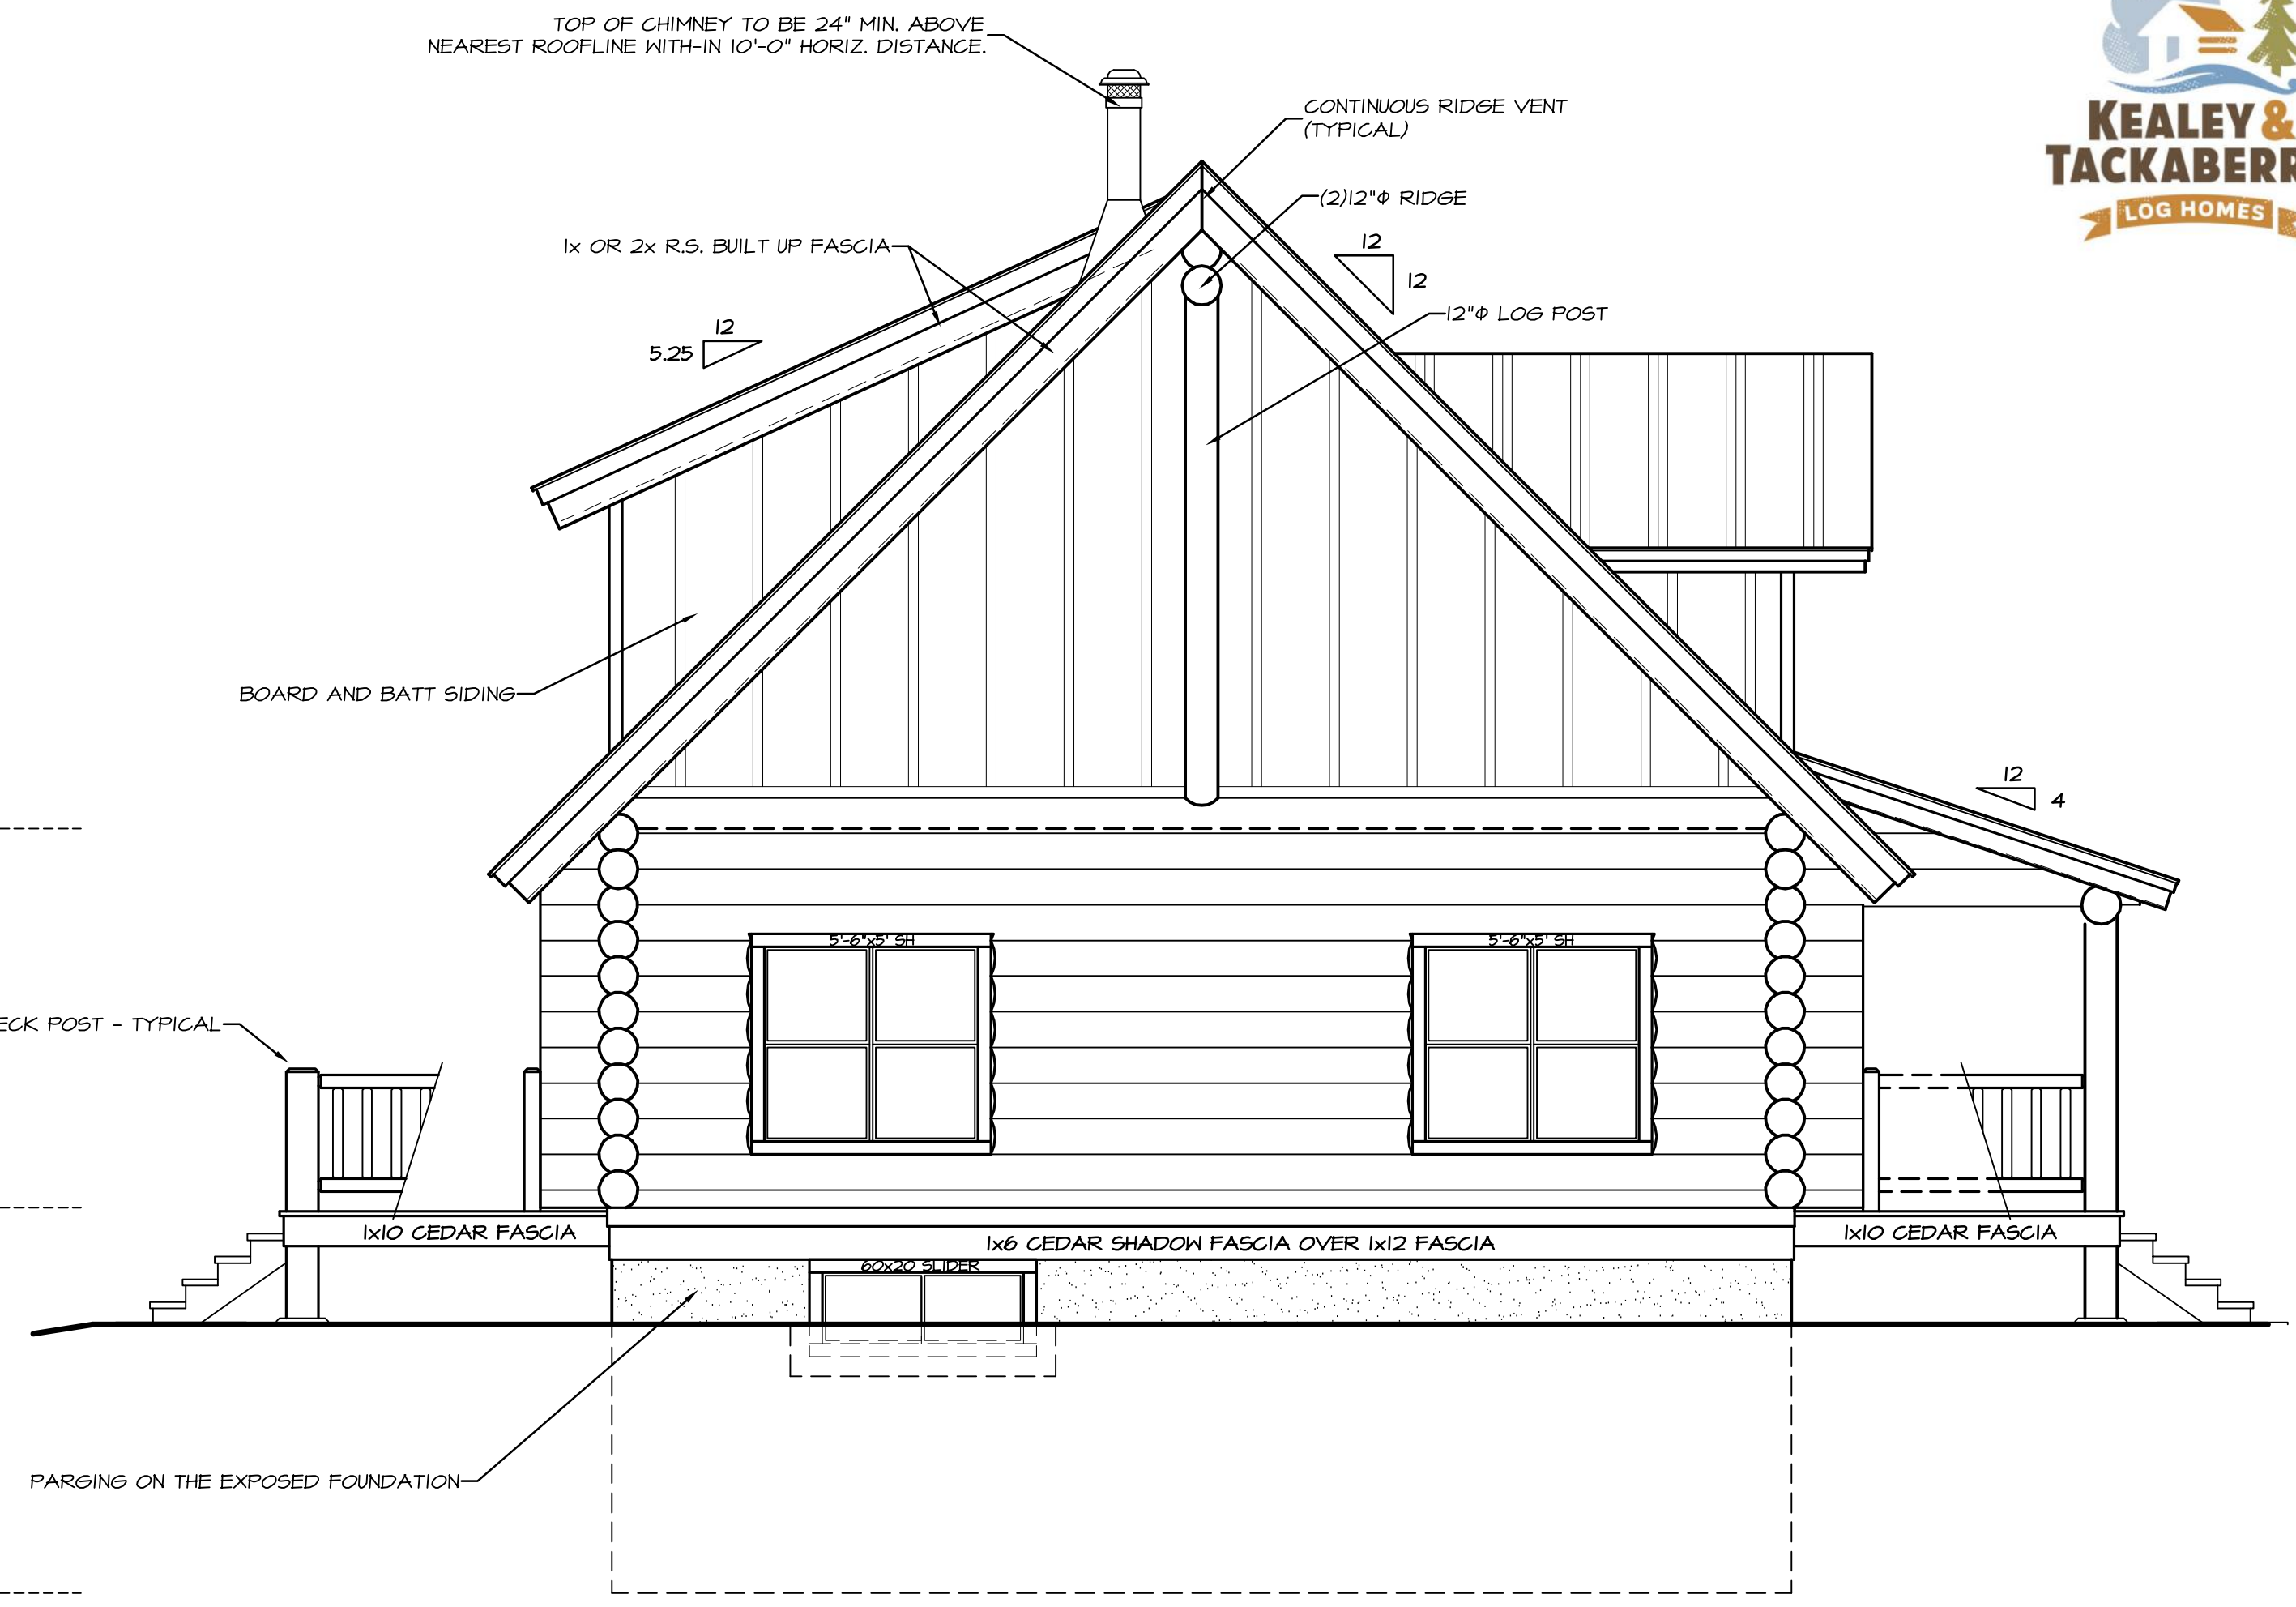 TOP OF CHIMNEY TO BE 24" MIN. ABOVE
NEAREST ROOFLINE WITH-IN 10'-0" HORIZ. DISTANCE.
KEALEY &
TACKABERR
LOG HOMES
CONTINUOUS RIDGE VENT
(TYPICAL)
(2)12"Φ RIDGE
1x OR 2x R.S. BUILT UP FASCIA
12
12
12"Φ LOG POST
12
5.25
BOARD AND BATT SIDING
12
4
5'-6"x5' SH
5'-6"x5' SH
ECK POST - TYPICAL
1x10 CEDAR FASCIA
1x6 CEDAR SHADOW FASCIA OVER 1x12 FASCIA
1x10 CEDAR FASCIA
60x20 SLIDER
PARGING ON THE EXPOSED FOUNDATION